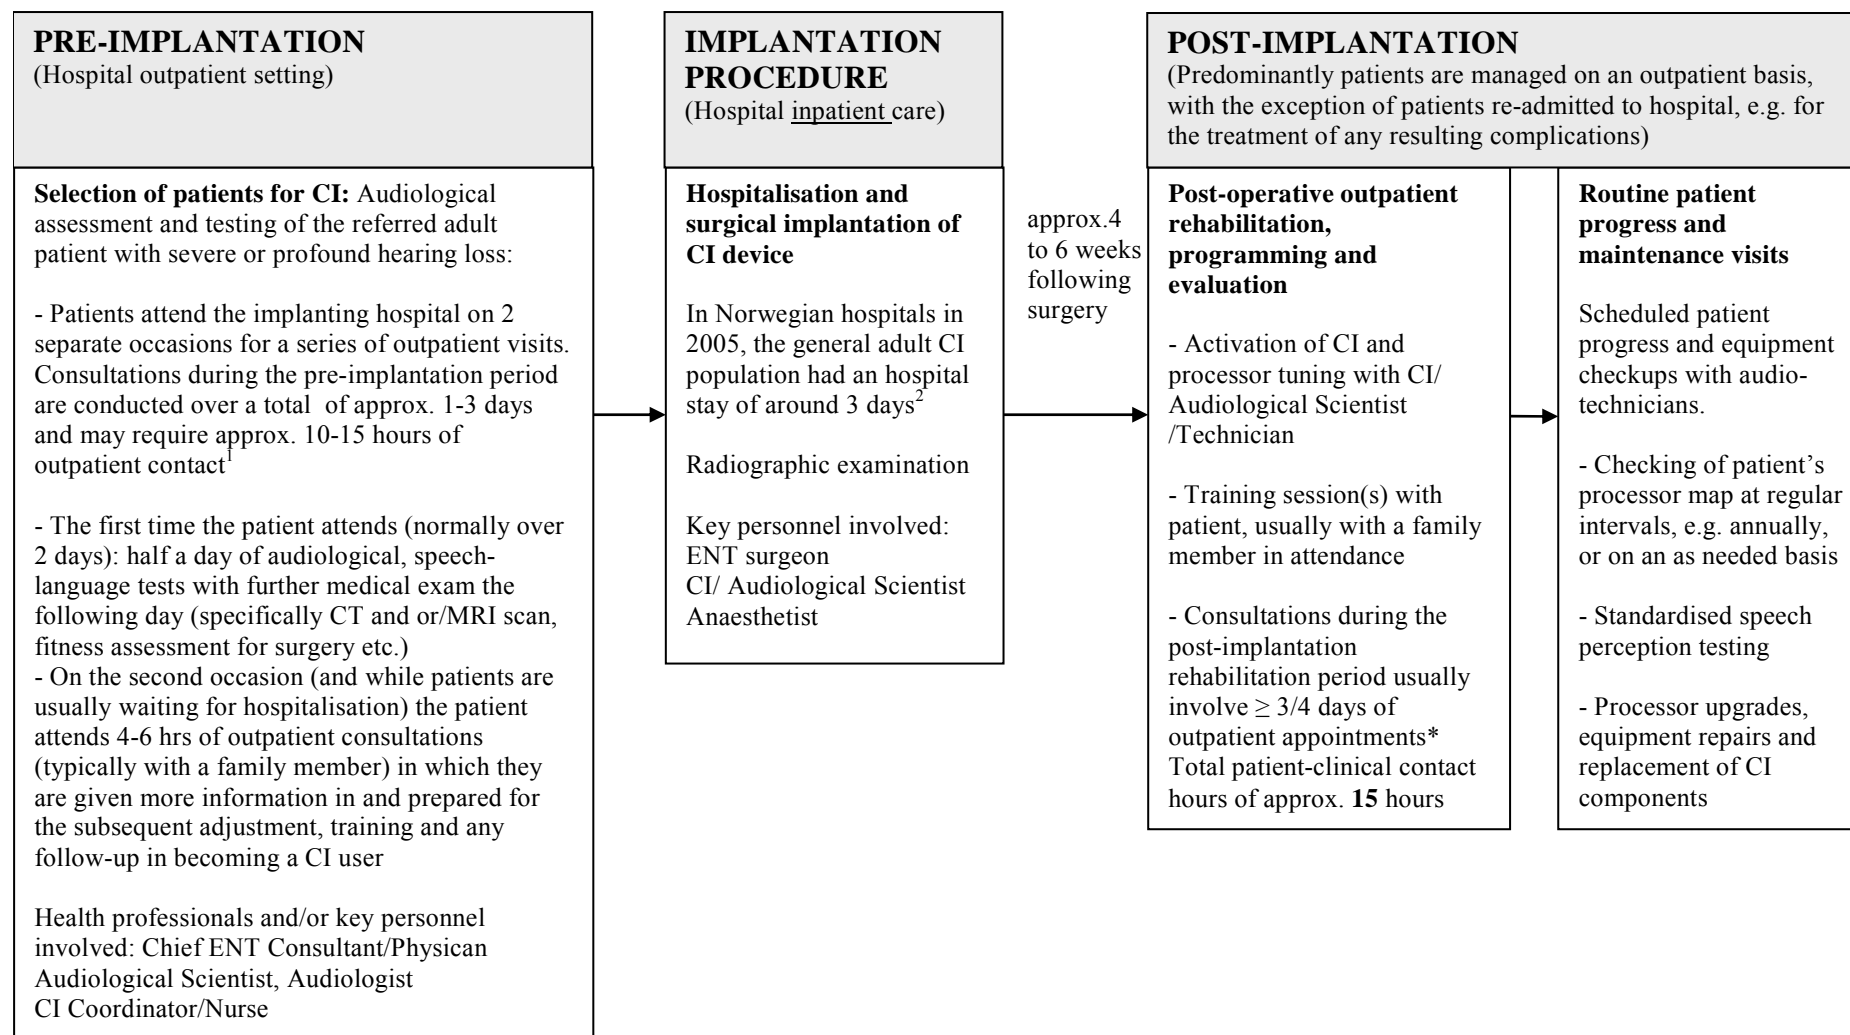 PRE-IMPLANTATION
(Hospital outpatient setting)
Selection of patients for CI: Audiological
assessment and testing of the referred adult
patient with severe or profound hearing loss:
- Patients attend the implanting hospital on 2
separate occasions for a series of outpatient visits.
Consultations during the pre-implantation period
are conducted over a total of approx. 1-3 days
and may require approx. 10-15 hours of
outpatient contact1
- The first time the patient attends (normally over
2 days): half a day of audiological, speech-
language tests with further medical exam the
following day (specifically CT and or/MRI scan,
fitness assessment for surgery etc.)
- On the second occasion (and while patients are
usually waiting for hospitalisation) the patient
attends 4-6 hrs of outpatient consultations
(typically with a family member) in which they
are given more information in and prepared for
the subsequent adjustment, training and any
follow-up in becoming a CI user
Health professionals and/or key personnel
involved: Chief ENT Consultant/Physican
Audiological Scientist, Audiologist
CI Coordinator/Nurse
IMPLANTATION
PROCEDURE
(Hospital inpatient care)
Hospitalisation and
surgical implantation of
CI device
In Norwegian hospitals in
2005, the general adult CI
population had an hospital
stay of around 3 days2
Radiographic examination
Key personnel involved:
ENT surgeon
CI/ Audiological Scientist
Anaesthetist
approx.4
to 6 weeks
following
surgery
POST-IMPLANTATION
(Predominantly patients are managed on an outpatient basis,
with the exception of patients re-admitted to hospital, e.g. for
the treatment of any resulting complications)
Post-operative outpatient
rehabilitation,
programming and
evaluation
- Activation of CI and
processor tuning with CI/
Audiological Scientist
/Technician
- Training session(s) with
patient, usually with a family
member in attendance
- Consultations during the
post-implantation
rehabilitation period usually
involve ≥ 3/4 days of
outpatient appointments*
Total patient-clinical contact
hours of approx. 15 hours
Routine patient
progress and
maintenance visits
Scheduled patient
progress and equipment
checkups with audio-
technicians.
- Checking of patient’s
processor map at regular
intervals, e.g. annually,
or on an as needed basis
- Standardised speech
perception testing
- Processor upgrades,
equipment repairs and
replacement of CI
components